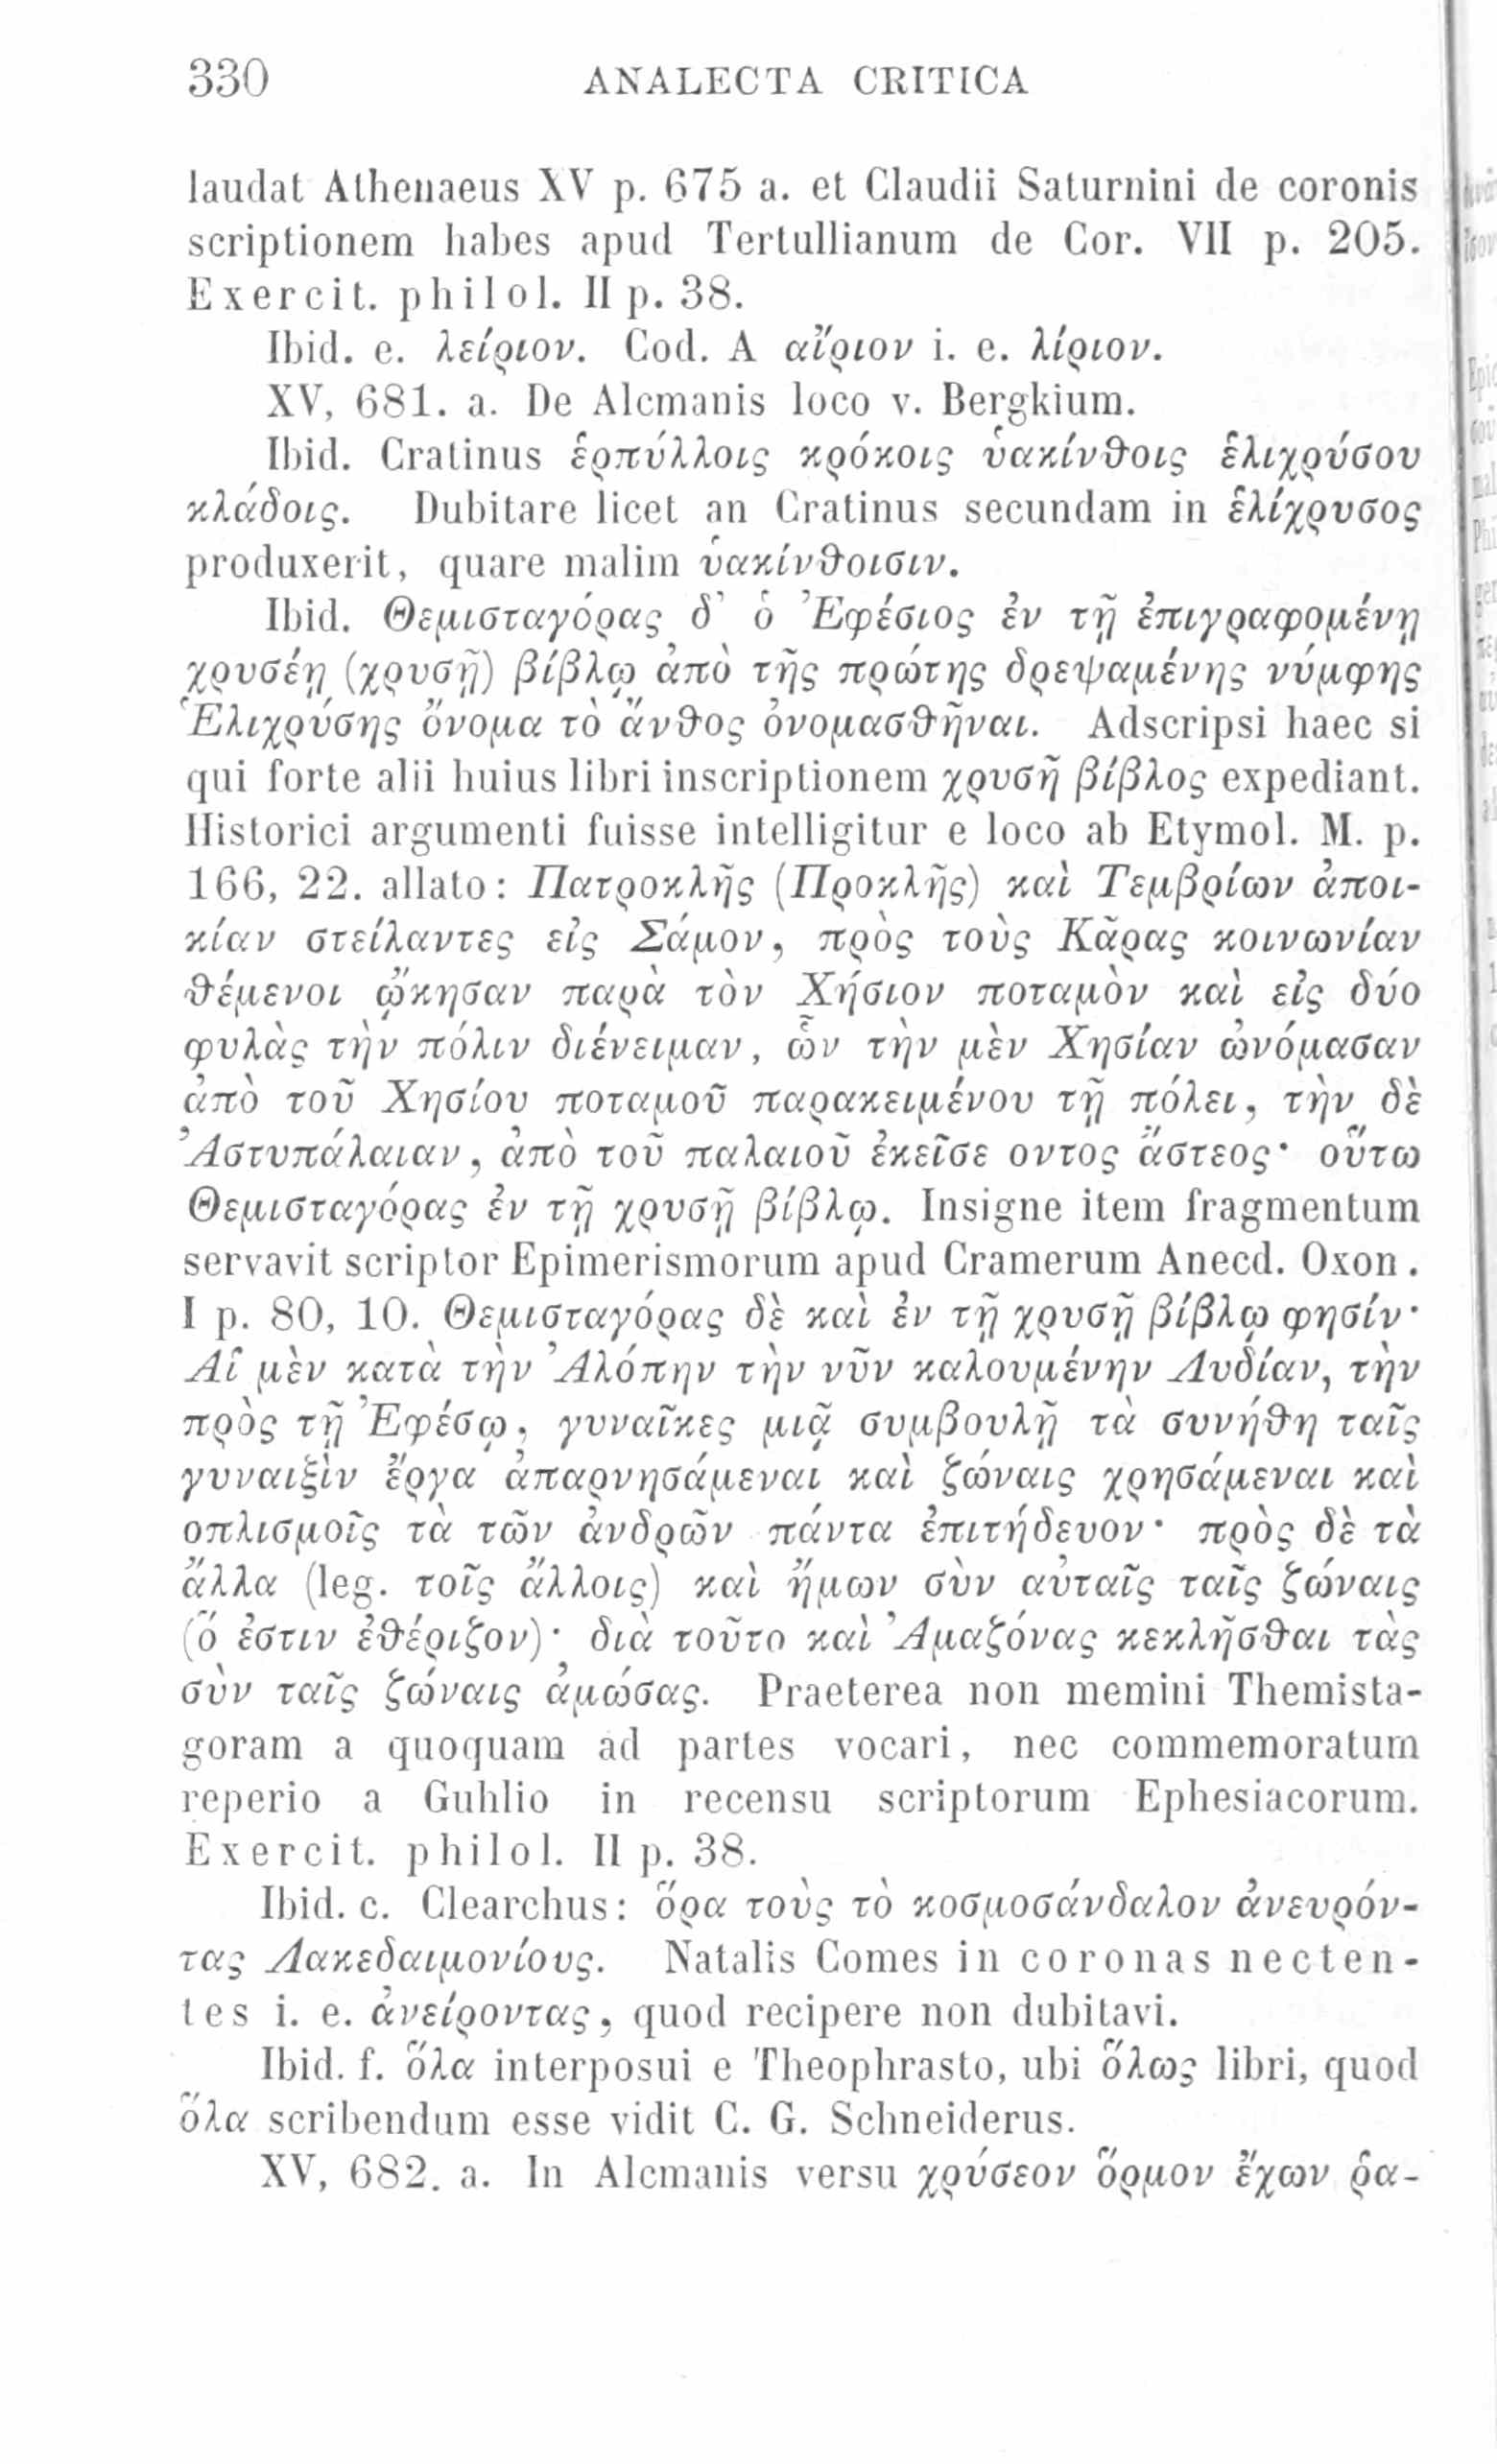 330 ANALECTA CRITICA
laudat Athenaeus XV p. 675 a. et Claudii Saturnini de coronis
scriptionem habes apud Tertullianum de Cor. VII p. 205.
Exercit. philol. II p. 38.
Ibid. e. λείριον. Cod. A αἴριον i. e. λίριον.
XV, 681. a. De Alcmanis loco v. Bergkium.
Ibid. Cratinus ἑρπύλλοις κρόκοις ὑακίνθοις ἑλιχρύσου
κλάδοις. Dubitare licet an Cratinus secundam in ἑλίχρυσος
produxerit, quare malim ὑακίνθοισιν.
Ibid. Θεμισταγόρας δ’ ὁ Ἐφέσιος ἐν τῇ ἐπιγραφομένῃ
χρυσέῃ (χρυσῇ) βίβλῳ ἀπὸ τῆς πρώτης δρεψαμένης νύμφης
Ἑλιχρύσης ὄνομα τὸ ἄνθος ὀνομασθῆναι. Adscripsi haec si
qui forte alii huius libri inscriptionem χρυσῆ βίβλος expediant.
Historici argumenti fuisse intelligitur e loco ab Etymol. M. p.
166, 22. allato: Πατροκλῆς (Προκλῆς) καὶ Τεμβρίων ἀποι-
κίαν στείλαντες εἰς Σάμον, πρὸς τοὺς Κᾶρας κοινωνίαν
θέμενοι ᾤκησαν παρὰ τὸν Χήσιον ποταμὸν καὶ εἰς δύο
φυλὰς τὴν πόλιν διένειμαν, ὧν τὴν μὲν Χησίαν ὠνόμασαν
ἀπὸ τοῦ Χησίου ποταμοῦ παρακειμένου τῇ πόλει, τὴν δὲ
Ἀστυπάλαιαν, ἀπὸ τοῦ παλαιοῦ ἐκεῖσε οντος ἄστεος· οὕτω
Θεμισταγόρας ἐν τῇ χρυσῇ βίβλῳ. Insigne item fragmentum
servavit scriptor Epimerismorum apud Cramerum Anecd. Oxon.
I p. 80, 10. Θεμισταγόρας δὲ καὶ ἐν τῇ χρυσῇ βίβλῳ φησίν·
Αἱ μὲν κατὰ τὴν Ἀλόπην τὴν νῦν καλουμένην Λυδίαν, τὴν
πρὸς τῇ Ἐφέσῳ, γυναῖκες μιᾷ συμβουλῇ τὰ συνήθη ταῖς
γυναιξὶν ἔργα ἀπαρνησάμεναι καὶ ζώναις χρησάμεναι καὶ
οπλισμοῖς τὰ τῶν ἀνδρῶν πάντα ἐπιτήδευον· πρὸς δὲ τὰ
ἄλλα (leg. τοῖς ἄλλοις) καὶ ἤμων σὺν αὐταῖς ταῖς ζώναις
(ὅ ἐστιν ἐθέριζον)· διὰ τοῦτο καὶ Ἀμαζόνας κεκλῆσθαι τὰς
σὺν ταῖς ζώναις ἀμώσας. Praeterea non memini Themista-
goram a quoquam ad partes vocari, nec commemoratum
reperio a Guhlio in recensu scriptorum Ephesiacorum.
Exercit. philol. II p. 38.
Ibid. c. Clearchus: ὅρα τοὺς τὸ κοσμοσάνδαλον ἀνευρόν-
τας Λακεδαιμονίους. Natalis Comes in coronas necten-
tes i. e. ἀνείροντας, quod recipere non dubitavi.
Ibid. f. ὅλα interposui e Theophrasto, ubi ὅλως libri, quod
ὅλα scribendum esse vidit C. G. Schneiderus.
XV, 682. a. In Alcmanis versu χρύσεον ὅρμον ἔχων ῥα-